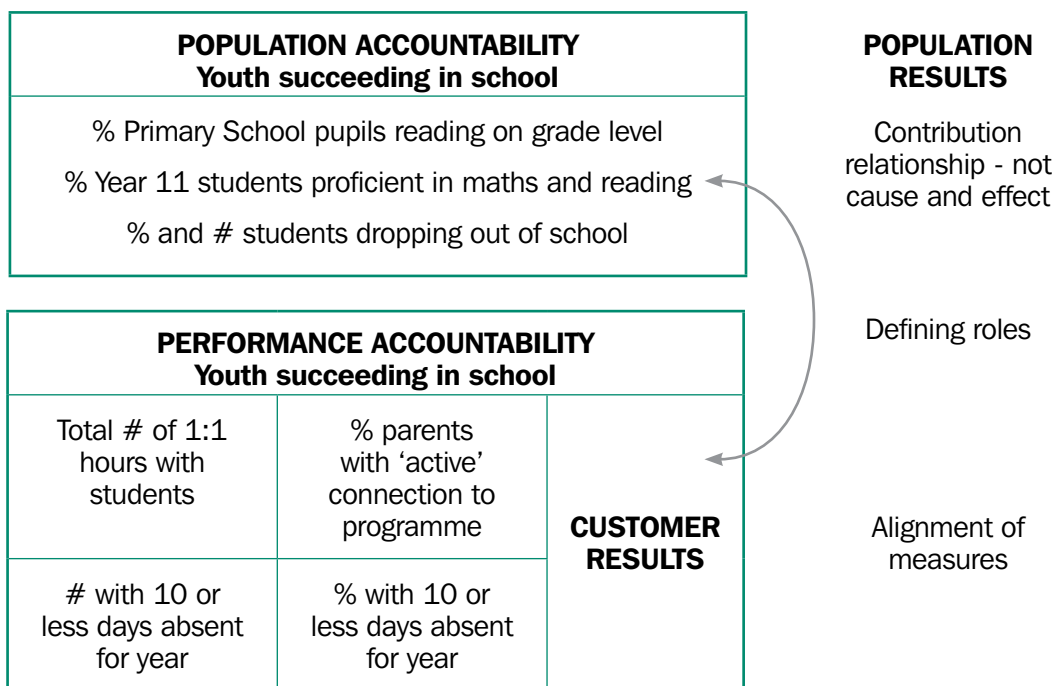 POPULATION ACCOUNTABILITY
Youth succeeding in school
% Primary School pupils reading on grade level
% Year 11 students proficient in maths and reading
% and # students dropping out of school
POPULATION
RESULTS
Contribution
relationship - not
cause and effect
Defining roles
Alignment of
measures
PERFORMANCE ACCOUNTABILITY
Youth succeeding in school
Total # of 1:1
hours with
students
% parents
with ‘active’
connection to
programme
# with 10 or
less days absent
for year
% with 10 or
less days absent
for year
CUSTOMER
RESULTS